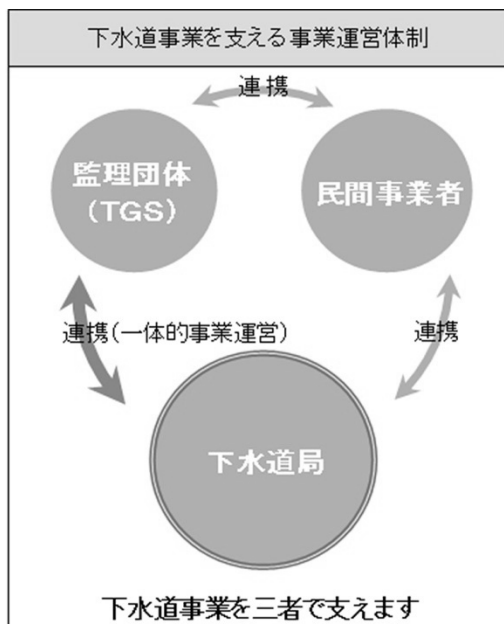 下水道事業を支える事業運営体制
連携
監理団体
(TGS)
民間事業者
連携(一体的事業運営)
連携
下水道局
下水道事業を三者で支えます